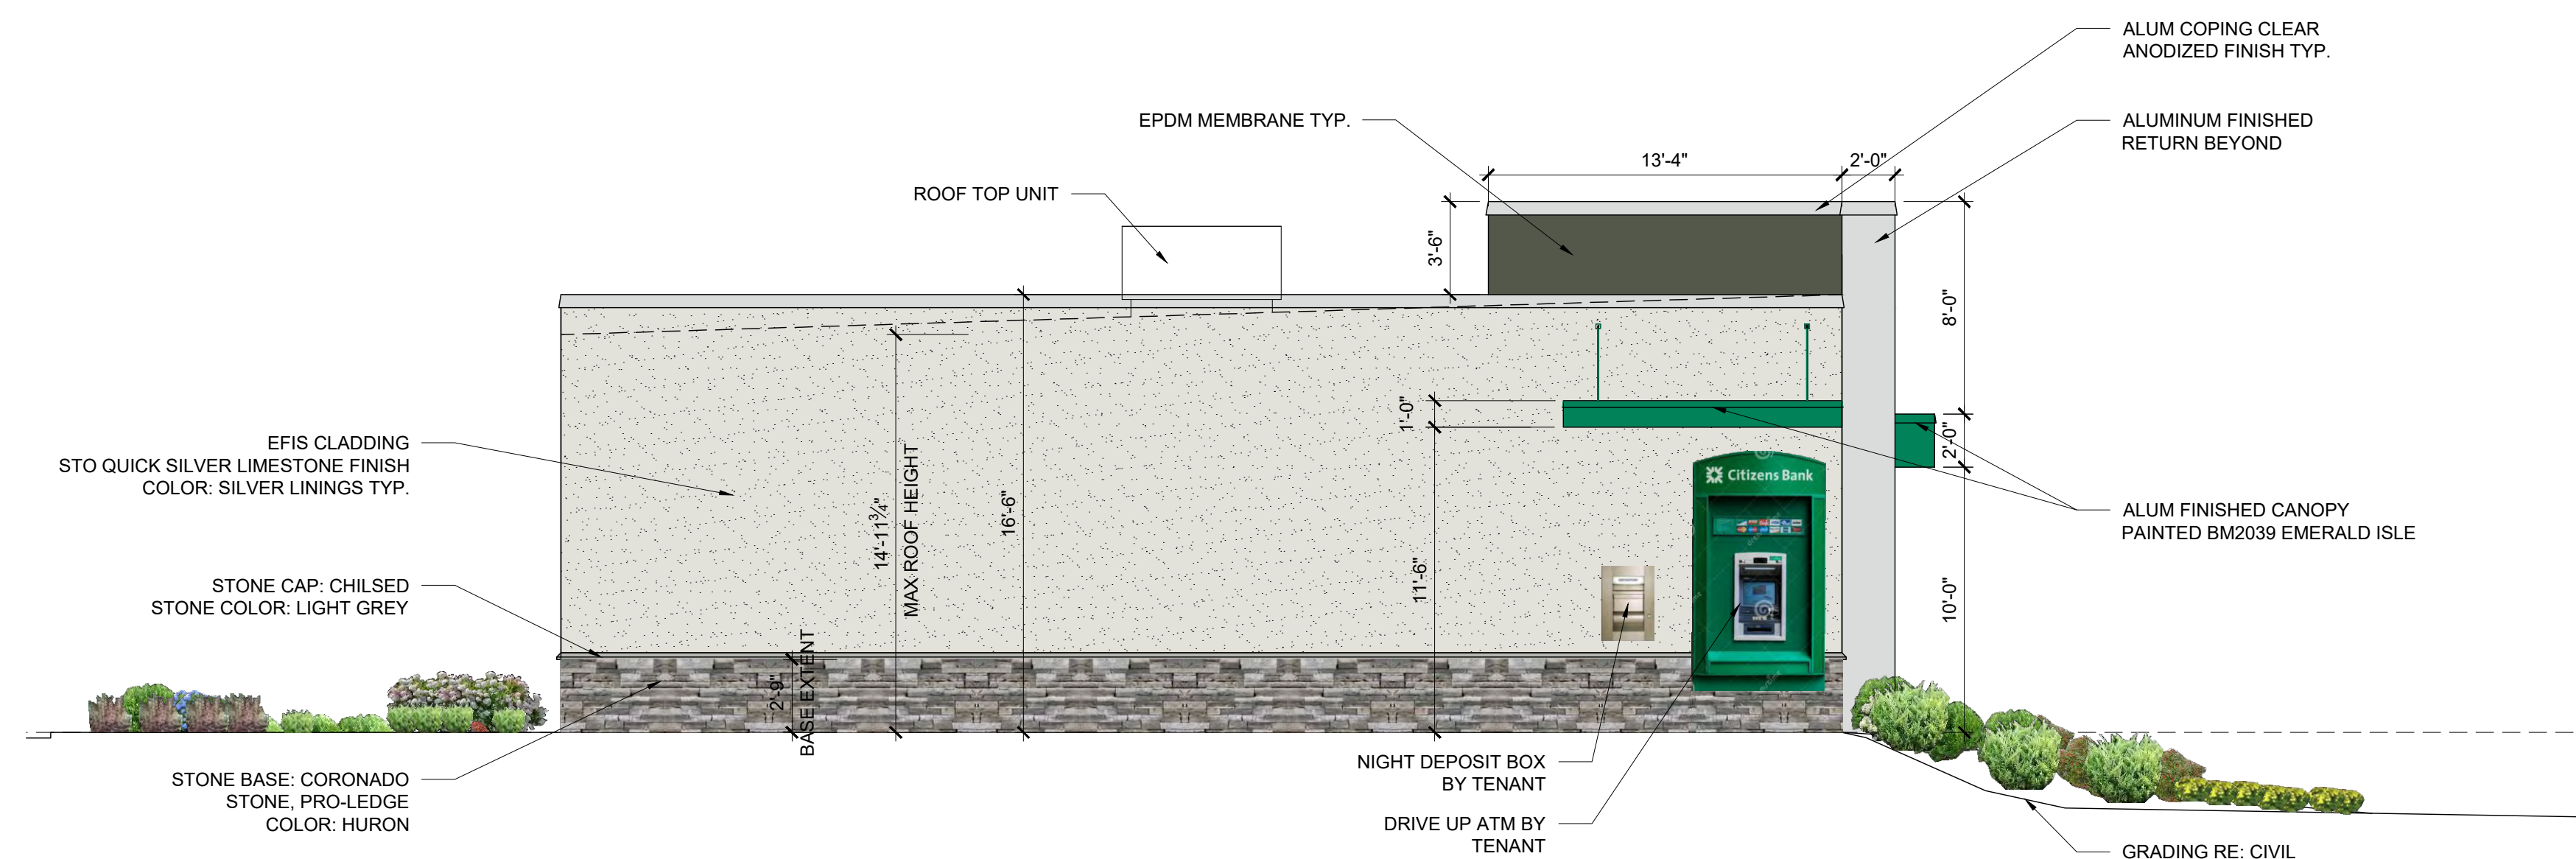 ALUM COPING CLEAR
ANODIZED FINISH TYP.
EPDM MEMBRANE TYP.
ALUMINUM FINISHED
RETURN BEYOND
13'-4"
2'-0"
ROOF TOP UNIT
3'-6"
8'-0"
1'-0"
2'-0"
EFIS CLADDING
STO QUICK SILVER LIMESTONE FINISH
COLOR: SILVER LININGS TYP.
Citizens Bank
14'-11¾"
MAX ROOF HEIGHT
16'-6"
11'-6"
10'-0"
ALUM FINISHED CANOPY
PAINTED BM2039 EMERALD ISLE
STONE CAP: CHILSED
STONE COLOR: LIGHT GREY
2'-9"
BASE EXTENT
STONE BASE: CORONADO
STONE, PRO-LEDGE
COLOR: HURON
NIGHT DEPOSIT BOX
BY TENANT
DRIVE UP ATM BY
TENANT
GRADING RE: CIVIL